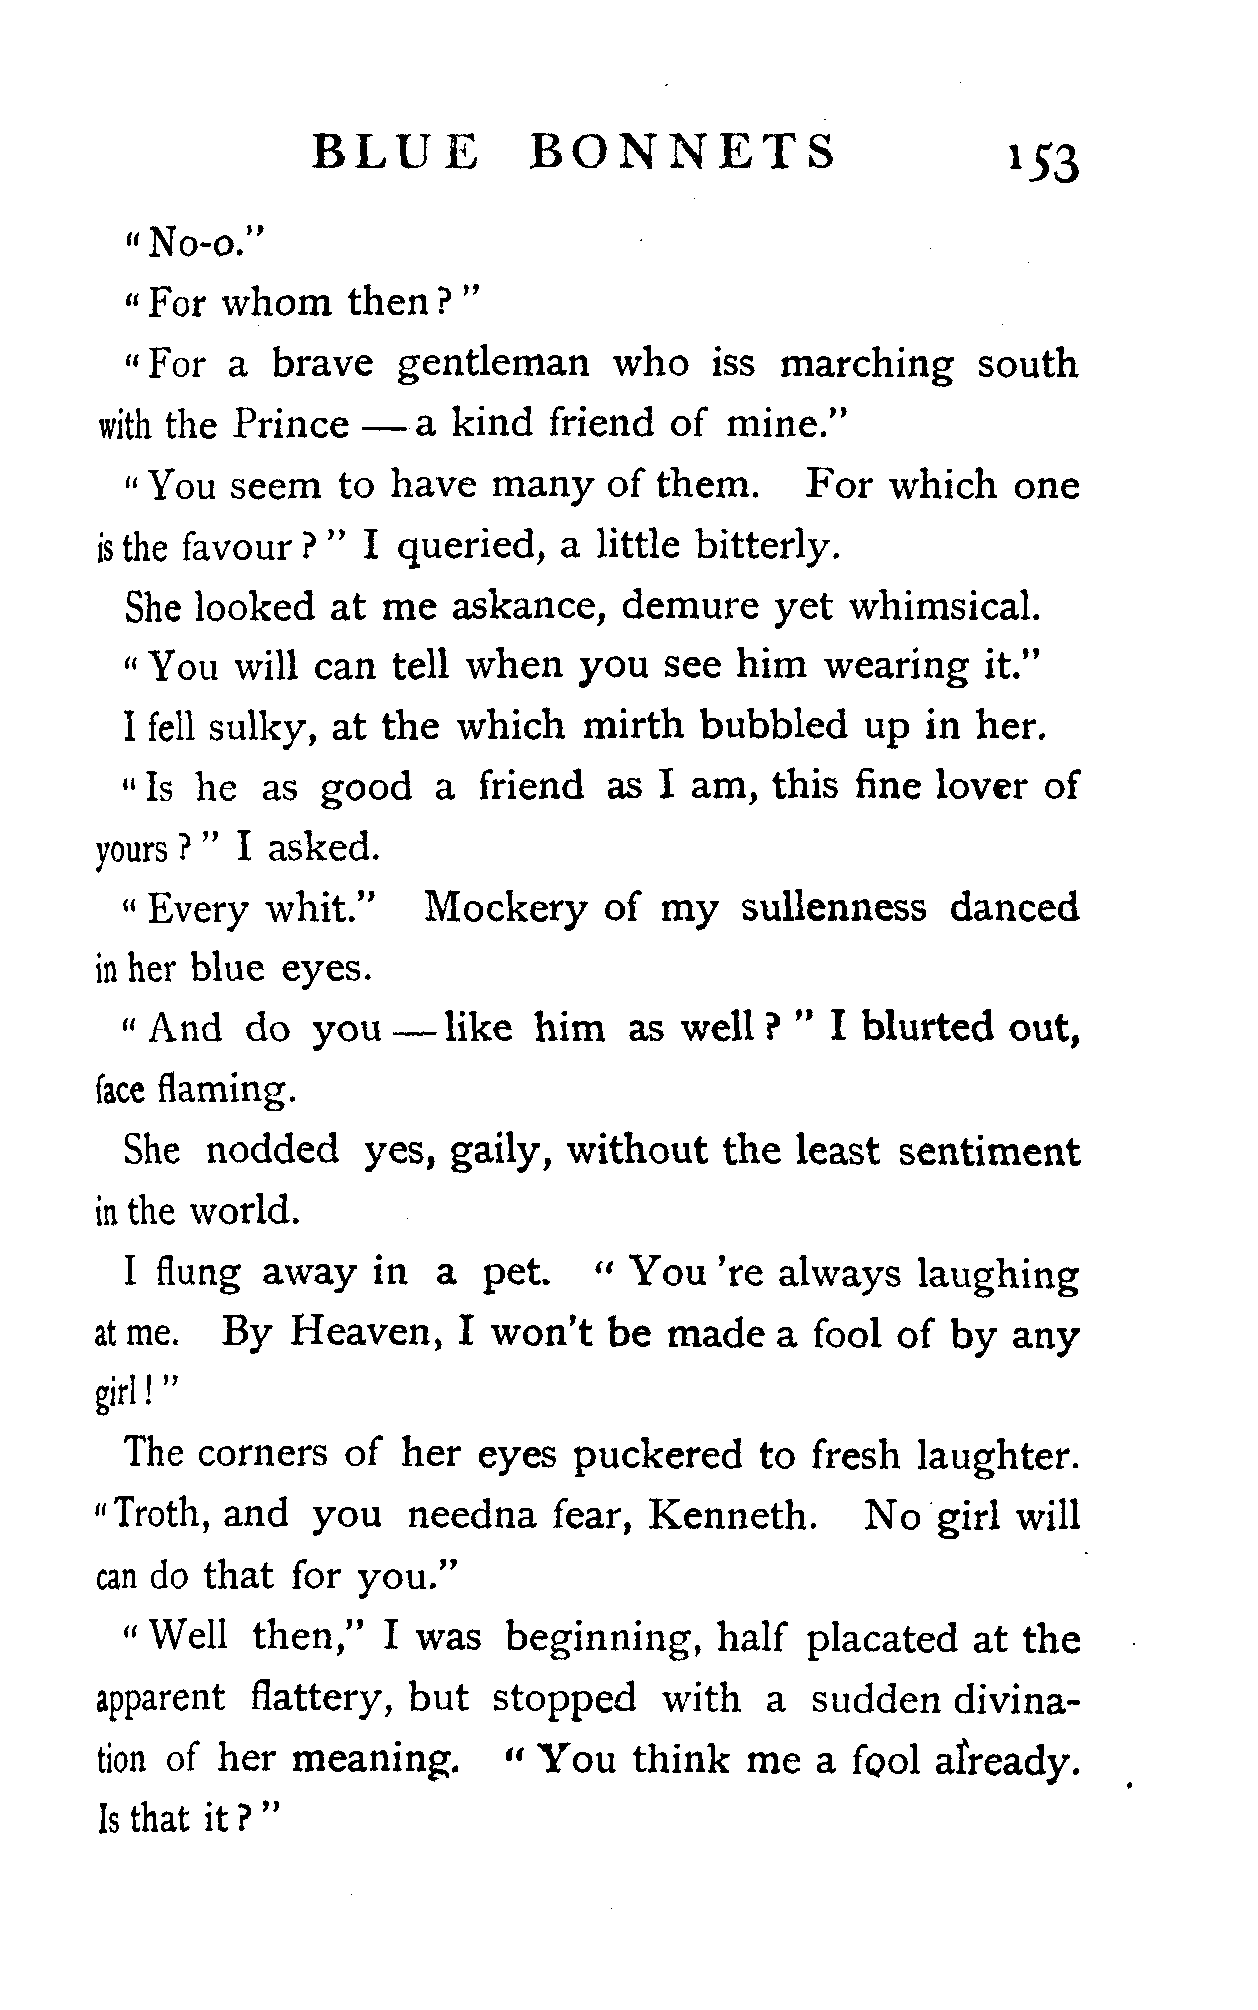 BLUE BONNETS 153
"No-o."
"For whom then?"
"For a brave gentleman who iss marching south
with the Prince — a kind friend of mine."
"You seem to have many of them. For which one
is the favour?" I queried, a little bitterly.
She looked at me askance, demure yet whimsical.
"You will can tell when you see him wearing it."
I fell sulky, at the which mirth bubbled up in her.
"Is he as good a friend as I am, this fine lover of
yours?" I asked.
"Every whit." Mockery of my sullenness danced
in her blue eyes.
"And do you — like him as well?" I blurted out,
face flaming.
She nodded yes, gaily, without the least sentiment
in the world.
I flung away in a pet. "You 're always laughing
at me. By Heaven, I won't be made a fool of by any
girl!"
The corners of her eyes puckered to fresh laughter.
"Troth, and you needna fear, Kenneth. No girl will
can do that for you."
"Well then," I was beginning, half placated at the
apparent flattery, but stopped with a sudden divina-
tion of her meaning. "You think me a fool already.
Is that it?"